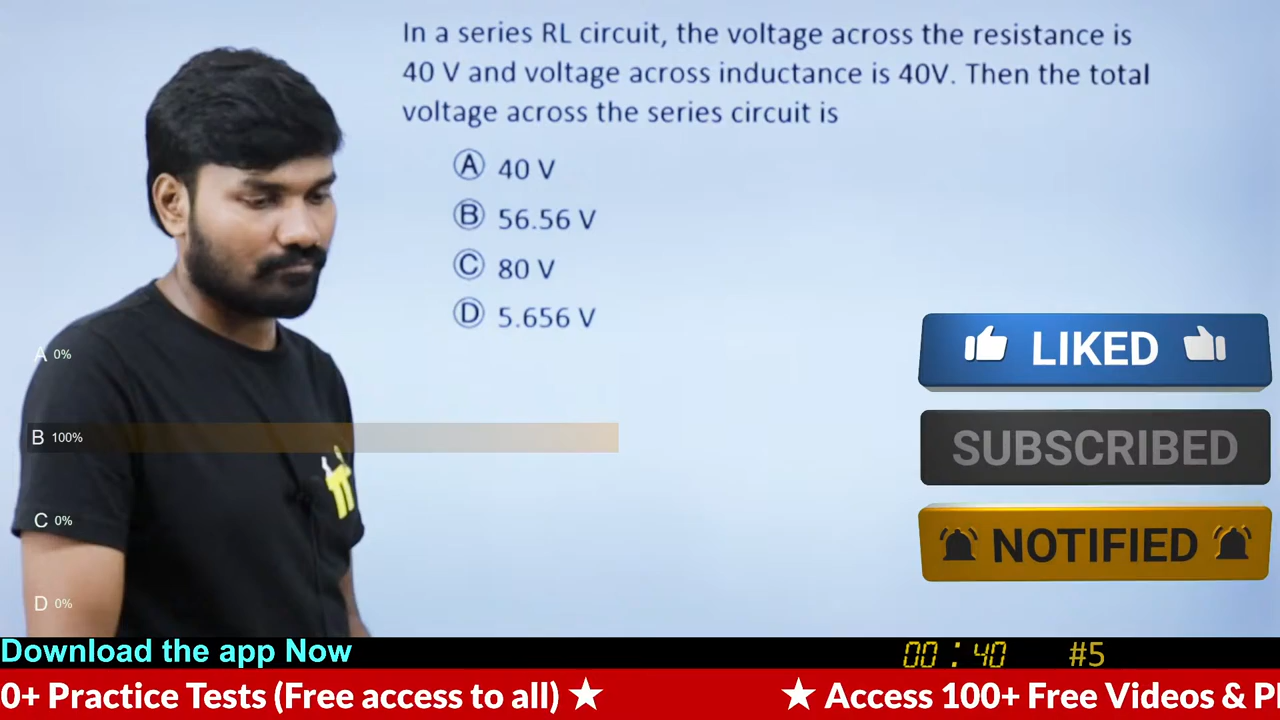 In a series RL circuit, the voltage across the resistance is
40 V and voltage across inductance is 40V. Then the total
voltage across the series circuit is
Ⓐ 40 V
Ⓑ 56.56 V
Ⓒ 80 V
Ⓓ 5.656 V
A 0%
B 100%
C 0%
D 0%
LIKED
SUBSCRIBED
NOTIFIED
Download the app Now
00:40 #5
0+ Practice Tests (Free access to all) ★ ★ Access 100+ Free Videos &